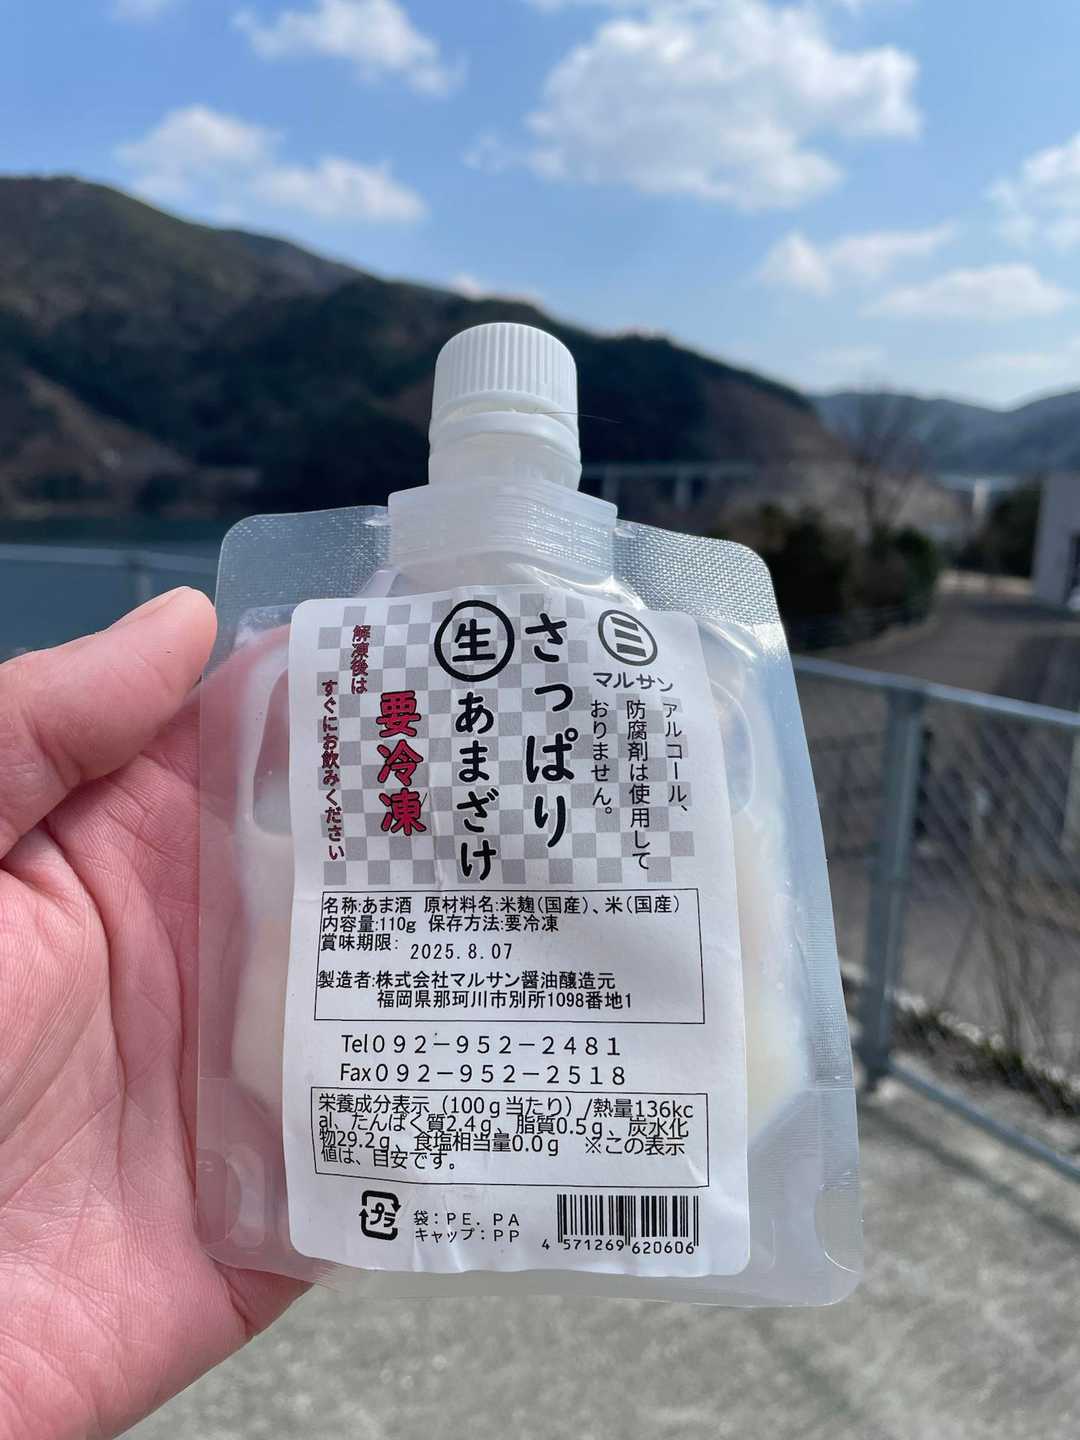 マルサン
アルコール、
防腐剤は使用して
おりません。
さっぱり
生あまざけ
要冷凍
解凍後は
すぐにお飲みください
名称:あま酒 原材料名:米麹(国産)、米(国産)
内容量:110g 保存方法:要冷凍
賞味期限: 2025.8.07
製造者:株式会社マルサン醤油醸造元
福岡県那珂川市別所1098番地1
Tel092-952-2481
Fax092-952-2518
栄養成分表示(100g当たり)/熱量136kc
al、たんぱく質2.4g、脂質0.5g、炭水化
物29.2g、食塩相当量0.0g ※この表示
値は、目安です。
プラ
袋:PE.PA
キャップ:PP
4 571269 620606